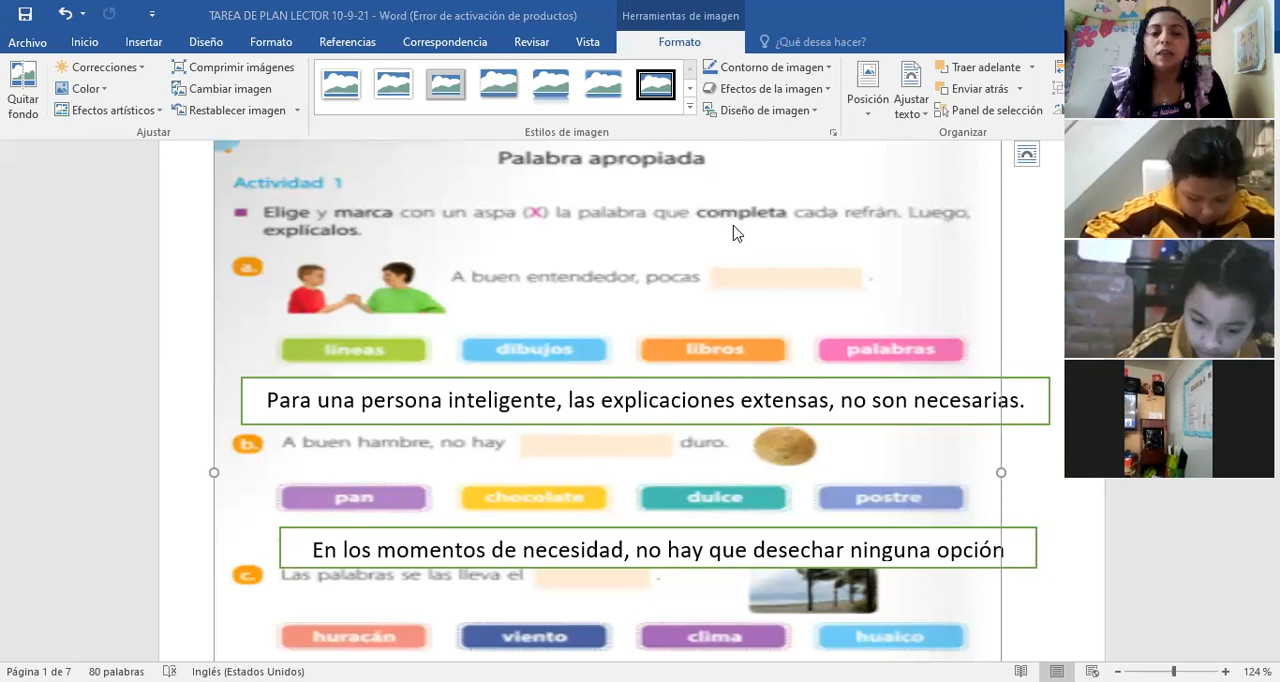 TAREA DE PLAN LECTOR 10-9-21 - Word (Error de activación de productos)
Herramientas de imagen
Archivo Inicio Insertar Diseño Formato Referencias Correspondencia Revisar Vista Formato ¿Qué desea hacer?
Quitar fondo
Correcciones
Color
Efectos artísticos
Comprimir imágenes
Cambiar imagen
Restablecer imagen
Ajustar
Estilos de imagen
Contorno de imagen
Efectos de la imagen
Diseño de imagen
Posición
Ajustar texto
Traer adelante
Enviar atrás
Panel de selección
Organizar
Palabra apropiada
Actividad 1
Elige y marca con un aspa (X) la palabra que completa cada refrán. Luego,
explícalos.
a.
A buen entendedor, pocas .
líneas dibujos libros palabras
Para una persona inteligente, las explicaciones extensas, no son necesarias.
b. A buen hambre, no hay duro.
pan chocolate dulce postre
En los momentos de necesidad, no hay que desechar ninguna opción
c. Las palabras se las lleva el .
huracán viento clima huaico
Página 1 de 7 80 palabras Inglés (Estados Unidos) 124 %